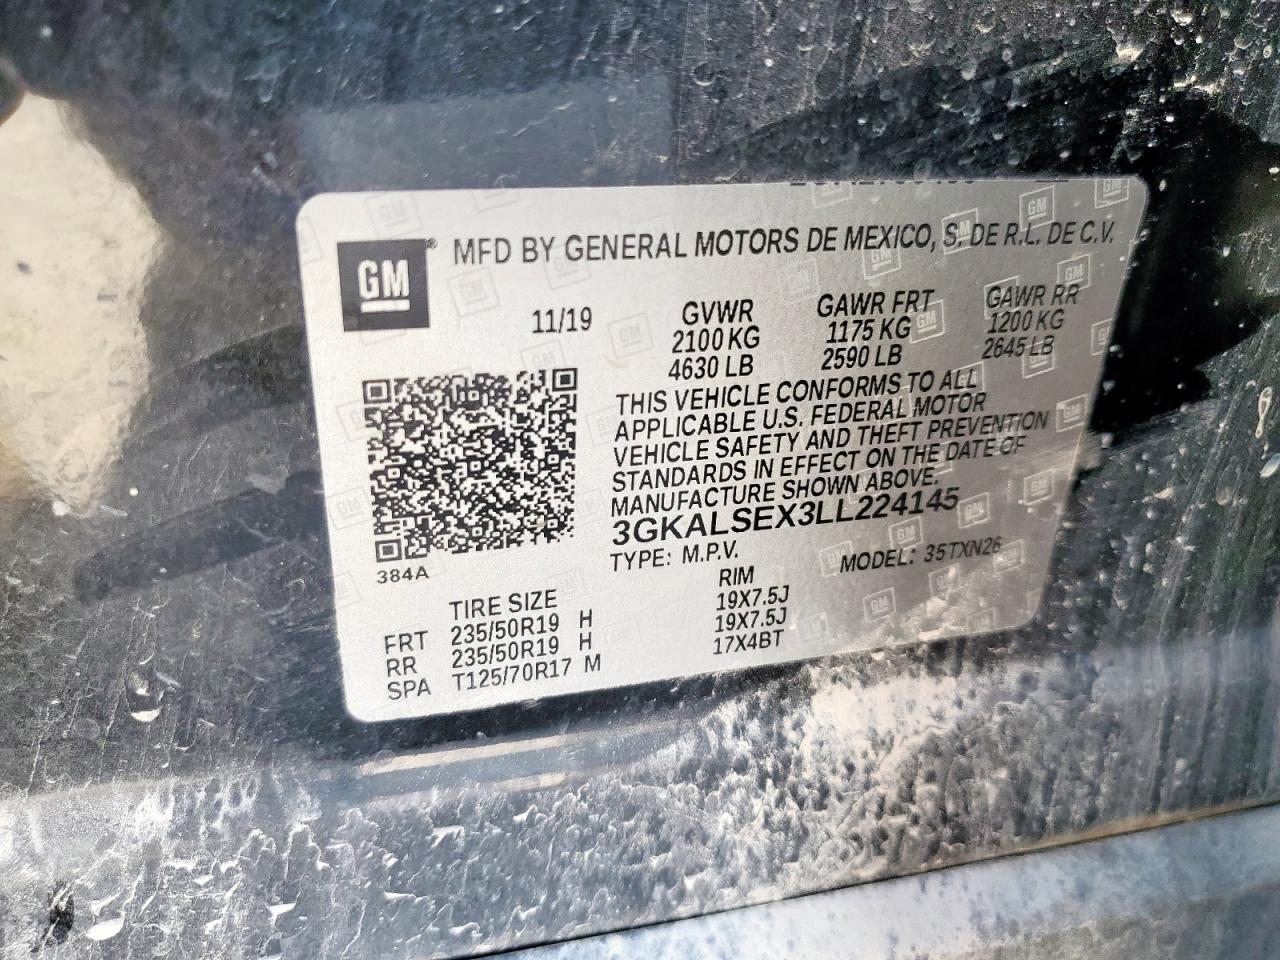 GM® MFD BY GENERAL MOTORS DE MEXICO, S. DE R.L. DE C.V.
11/19
GVWR GAWR FRT GAWR RR
2100 KG 1175 KG 1200 KG
4630 LB 2590 LB 2645 LB
THIS VEHICLE CONFORMS TO ALL
APPLICABLE U.S. FEDERAL MOTOR
VEHICLE SAFETY AND THEFT PREVENTION
STANDARDS IN EFFECT ON THE DATE OF
MANUFACTURE SHOWN ABOVE.
3GKALSEX3LL224145
TYPE: M.P.V. MODEL: 35TXN26
384A
TIRE SIZE RIM
FRT 235/50R19 H 19X7.5J
RR 235/50R19 H 19X7.5J
SPA T125/70R17 M 17X4BT